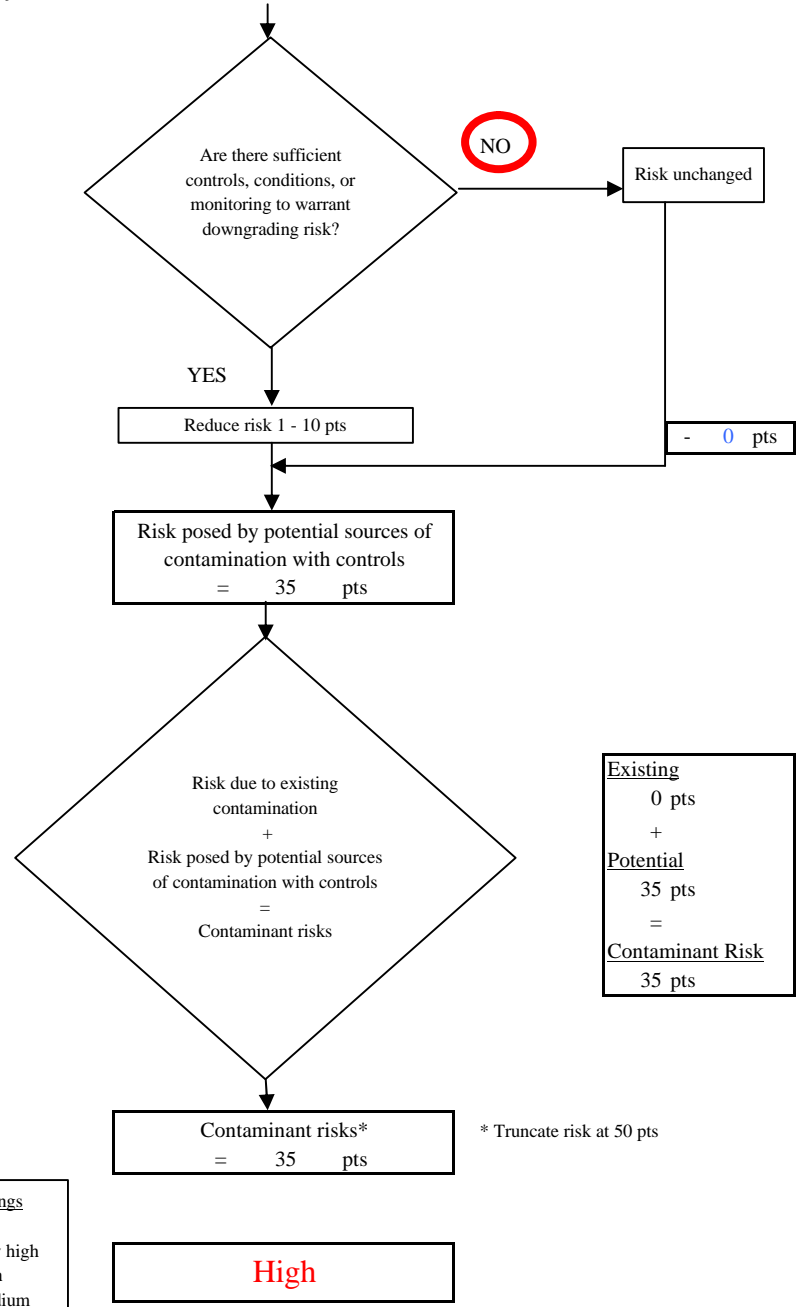 Are there sufficient
controls, conditions, or
monitoring to warrant
downgrading risk?
NO
Risk unchanged
YES
Reduce risk 1 - 10 pts
- 0 pts
Risk posed by potential sources of
contamination with controls
= 35 pts
Risk due to existing
contamination
+
Risk posed by potential sources
of contamination with controls
=
Contaminant risks
Existing
0 pts
+
Potential
35 pts
=
Contaminant Risk
35 pts
Contaminant risks*
= 35 pts
* Truncate risk at 50 pts
high
High